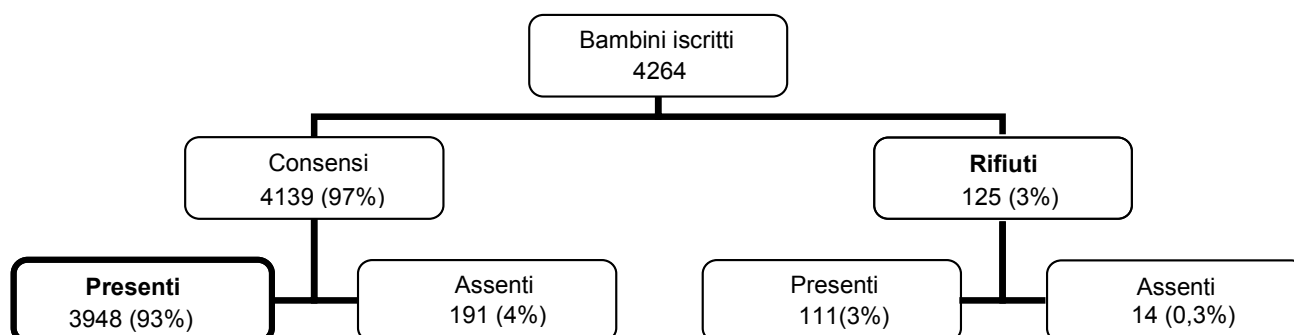 Bambini iscritti
4264
Consensi
4139 (97%)
Rifiuti
125 (3%)
Presenti
3948 (93%)
Assenti
191 (4%)
Presenti
111(3%)
Assenti
14 (0,3%)